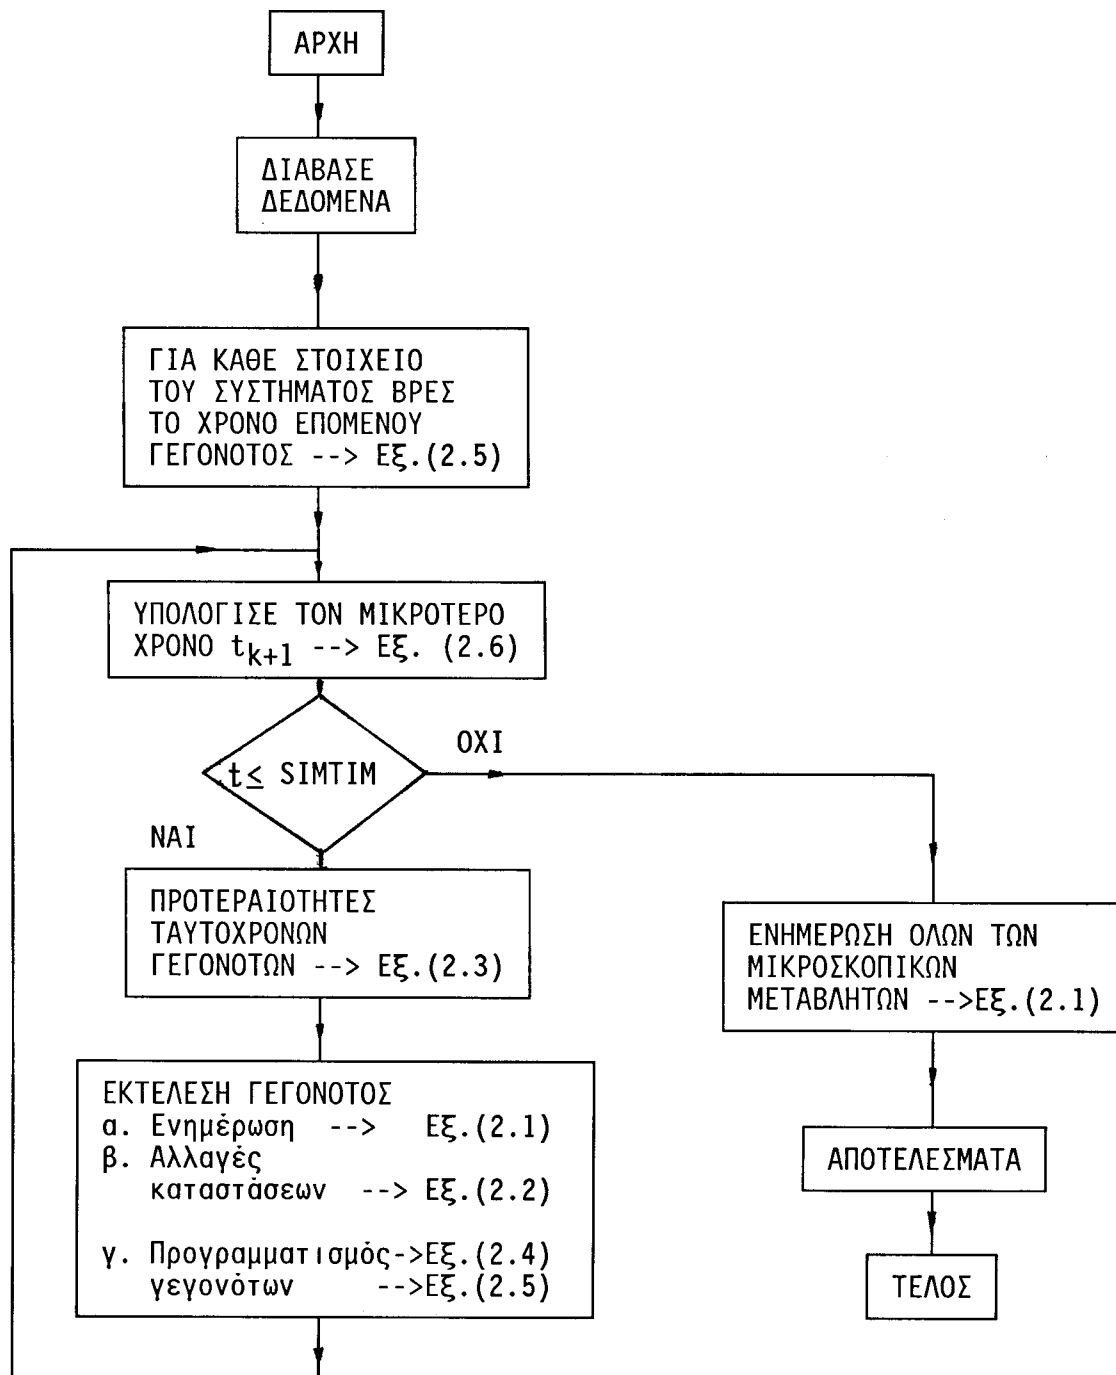 ΑΡΧΗ
ΔΙΑΒΑΣΕ
ΔΕΔΟΜΕΝΑ
ΓΙΑ ΚΑΘΕ ΣΤΟΙΧΕΙΟ
ΤΟΥ ΣΥΣΤΗΜΑΤΟΣ ΒΡΕΣ
ΤΟ ΧΡΟΝΟ ΕΠΟΜΕΝΟΥ
ΓΕΓΟΝΟΤΟΣ --> Εξ.(2.5)
ΥΠΟΛΟΓΙΣΕ ΤΟΝ ΜΙΚΡΟΤΕΡΟ
ΧΡΟΝΟ t_{k+1} --> Εξ. (2.6)
t≤ SIMTIM
ΟΧΙ
ΝΑΙ
ΠΡΟΤΕΡΑΙΟΤΗΤΕΣ
ΤΑΥΤΟΧΡΟΝΩΝ
ΓΕΓΟΝΟΤΩΝ --> Εξ.(2.3)
ΕΚΤΕΛΕΣΗ ΓΕΓΟΝΟΤΟΣ
α. Ενημέρωση --> Εξ.(2.1)
β. Αλλαγές
καταστάσεων --> Εξ.(2.2)
γ. Προγραμματισμός->Εξ.(2.4)
γεγονότων -->Εξ.(2.5)
ΕΝΗΜΕΡΩΣΗ ΟΛΩΝ ΤΩΝ
ΜΙΚΡΟΣΚΟΠΙΚΩΝ
ΜΕΤΑΒΛΗΤΩΝ -->Εξ.(2.1)
ΑΠΟΤΕΛΕΣΜΑΤΑ
ΤΕΛΟΣ